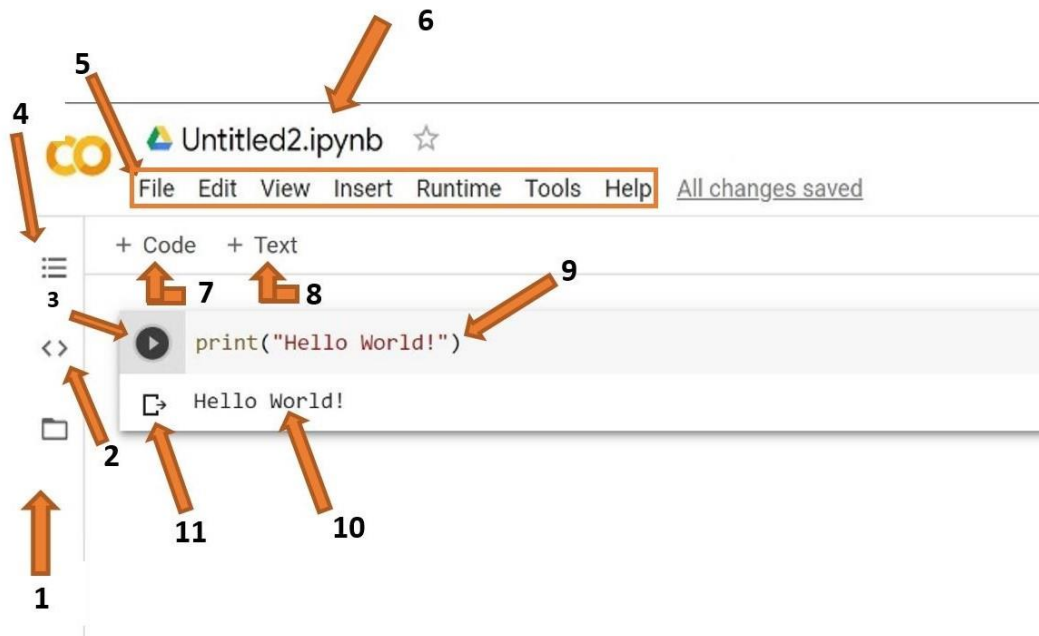 6
5
4
CO Untitled2.ipynb
File Edit View Insert Runtime Tools Help All changes saved
+ Code + Text
7 8 9
3
print("Hello World!")
Hello World!
2
11 10
1